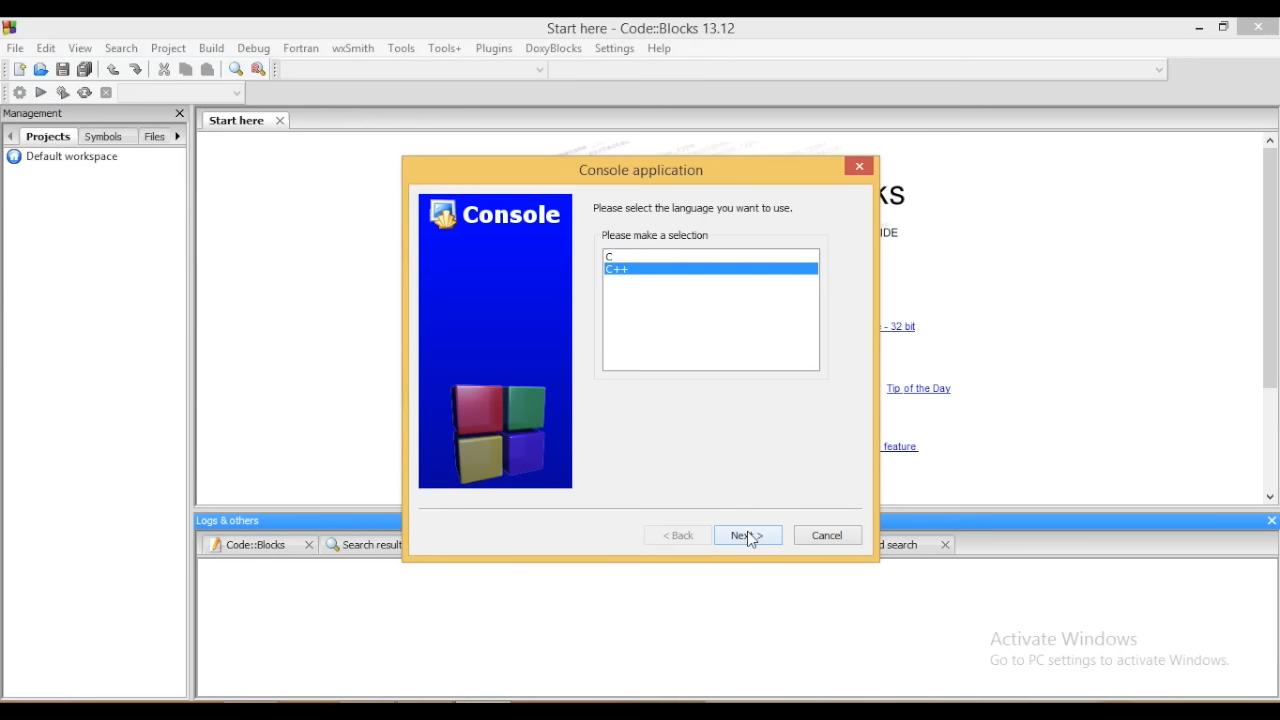 Start here - Code::Blocks 13.12
File Edit View Search Project Build Debug Fortran wxSmith Tools Tools+ Plugins DoxyBlocks Settings Help
Management
Start here
Projects Symbols Files
Default workspace
Console application
Console
Please select the language you want to use.
Please make a selection
C
C++
ks
IDE
- 32 bit
Tip of the Day
feature
< Back Next > Cancel
Logs & others
Code::Blocks Search result d search
Activate Windows
Go to PC settings to activate Windows.